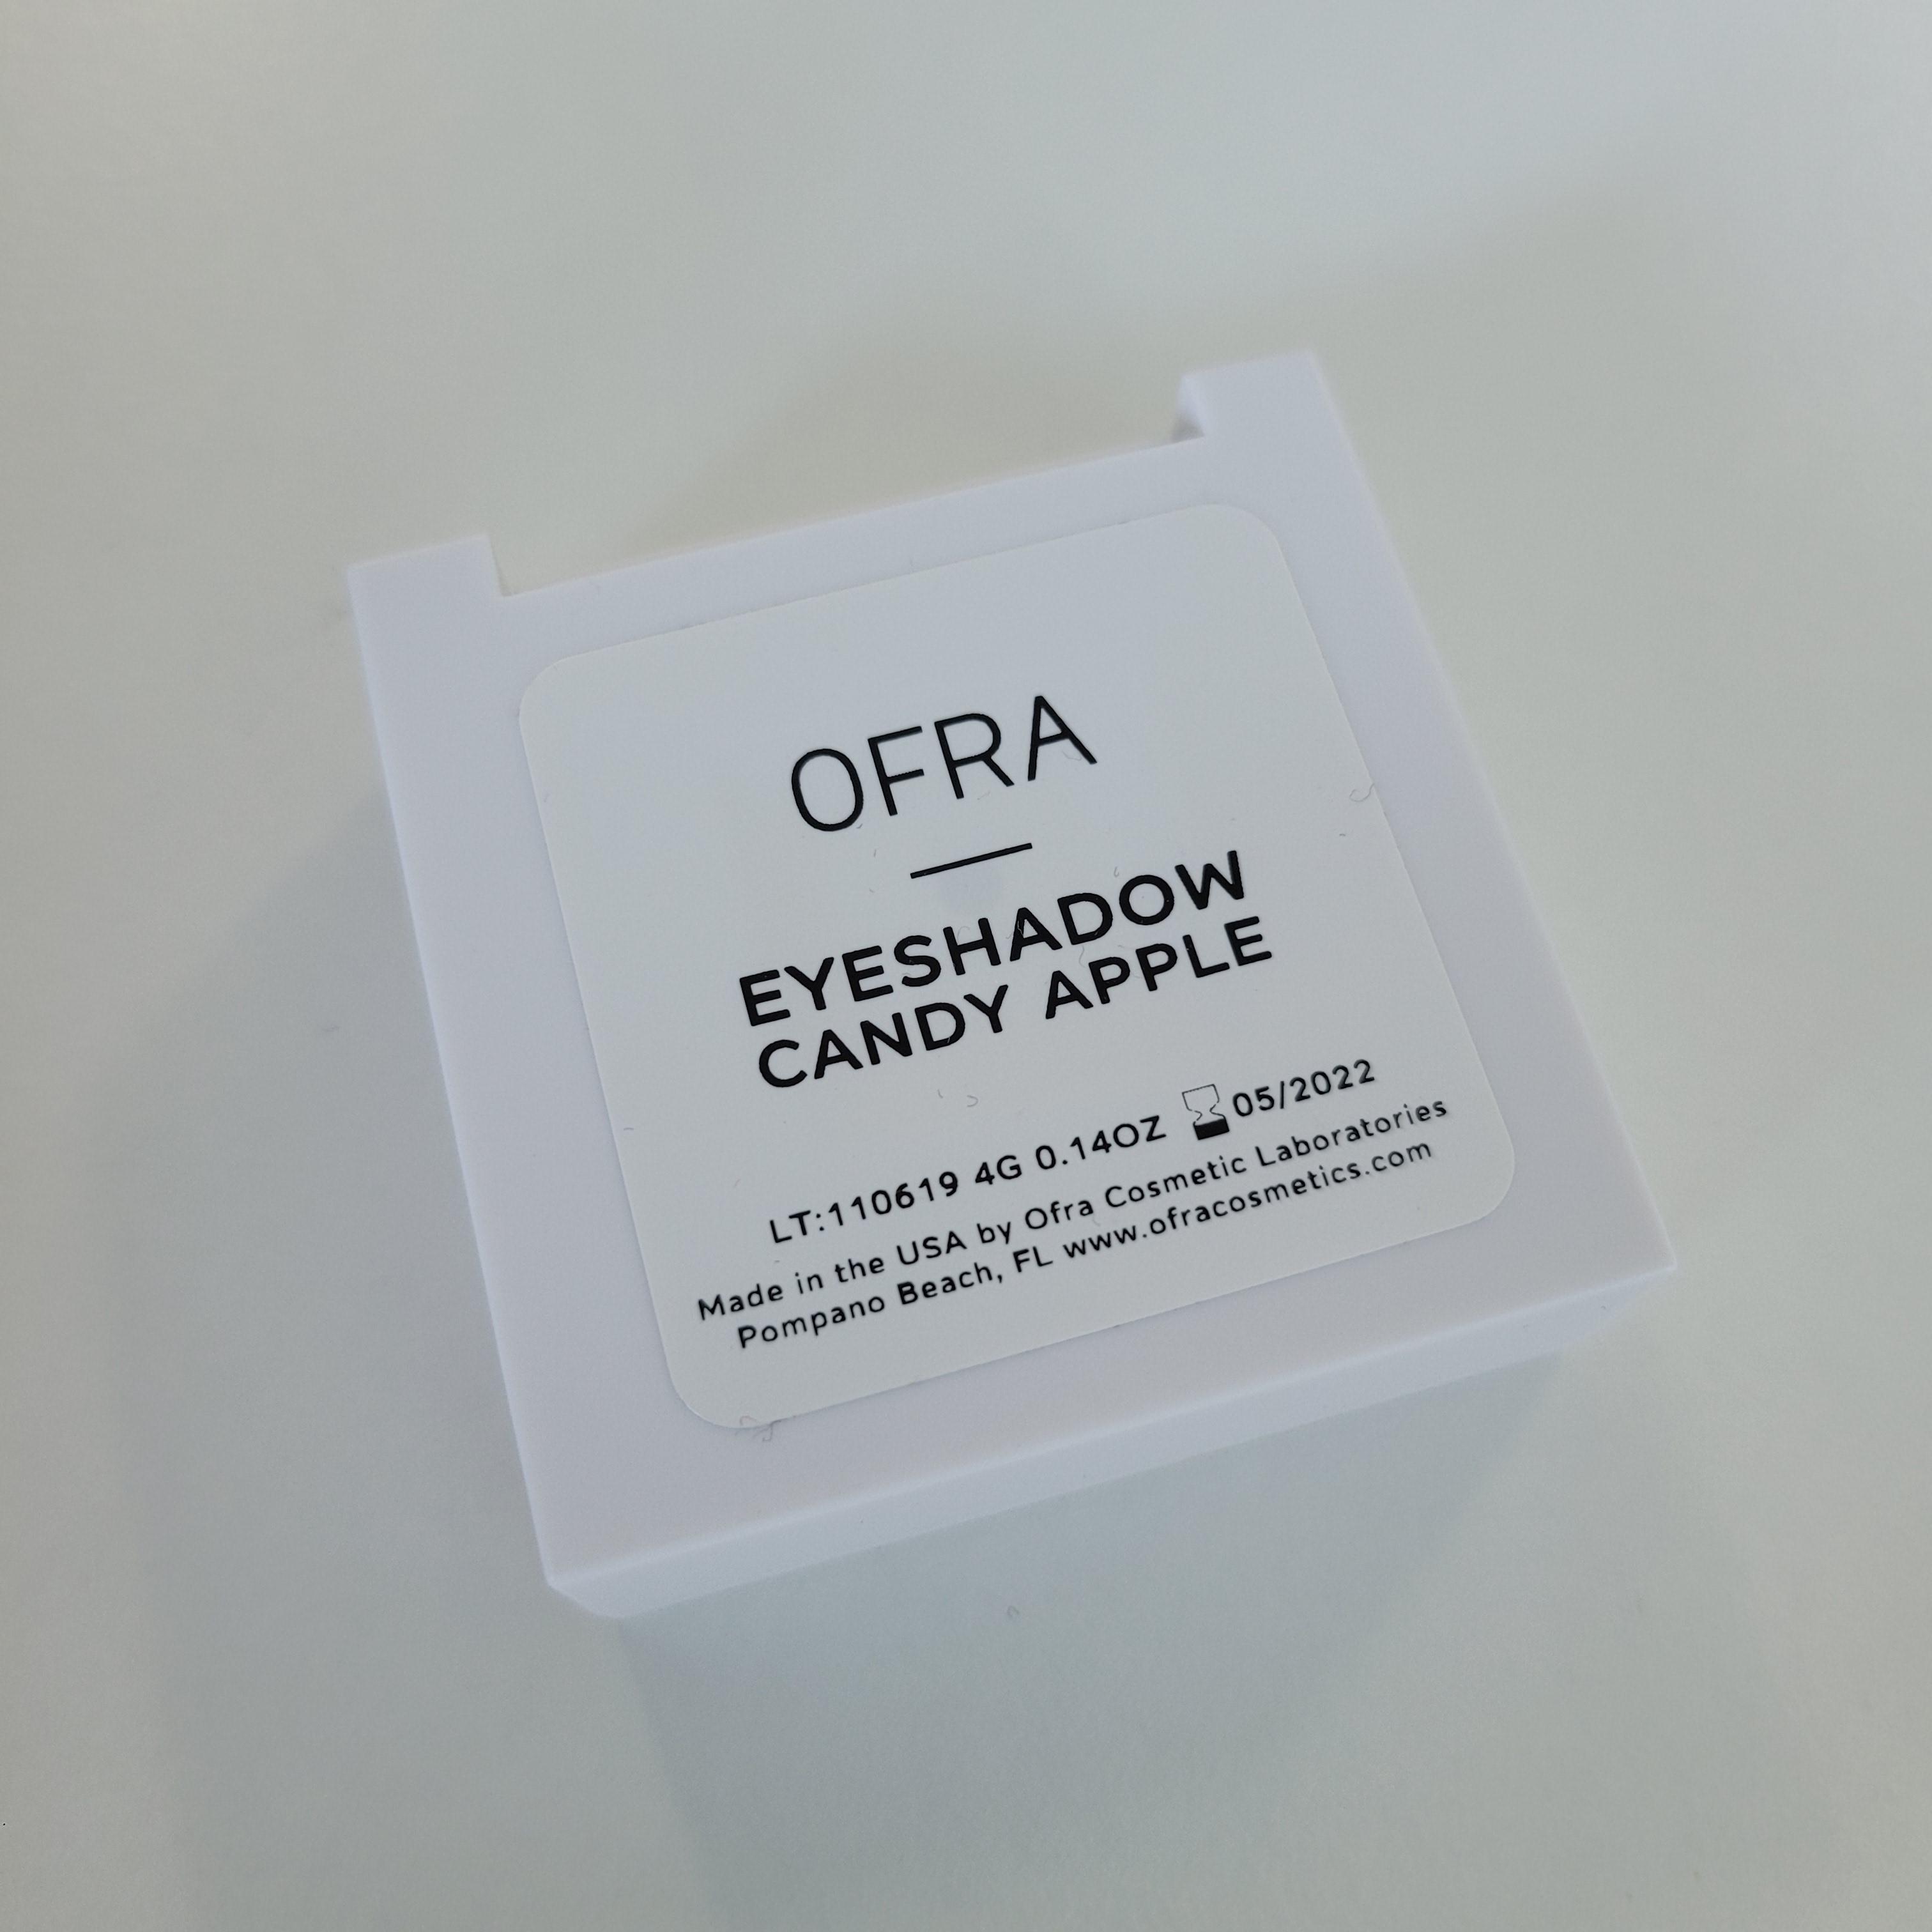 OFRA
EYESHADOW
CANDY APPLE
LT:110619 4G 0.14OZ 05/2022
Made in the USA by Ofra Cosmetic Laboratories
Pompano Beach, FL www.ofracosmetics.com